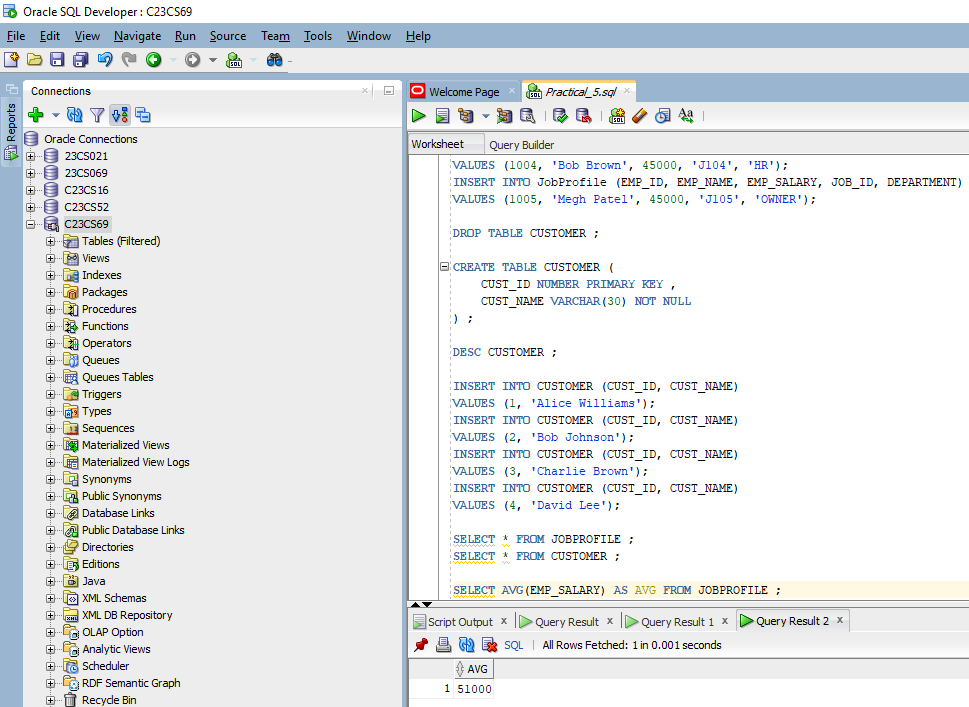 Oracle SQL Developer : C23CS69
File Edit View Navigate Run Source Team Tools Window Help
Reports
Connections
Oracle Connections
23CS021
23CS069
C23CS16
C23CS52
C23CS69
Tables (Filtered)
Views
Indexes
Packages
Procedures
Functions
Operators
Queues
Queues Tables
Triggers
Types
Sequences
Materialized Views
Materialized View Logs
Synonyms
Public Synonyms
Database Links
Public Database Links
Directories
Editions
Java
XML Schemas
XML DB Repository
OLAP Option
Analytic Views
Scheduler
RDF Semantic Graph
Recycle Bin
Welcome Page Practical_5.sql
Worksheet Query Builder
VALUES (1004, 'Bob Brown', 45000, 'J104', 'HR');
INSERT INTO JobProfile (EMP_ID, EMP_NAME, EMP_SALARY, JOB_ID, DEPARTMENT)
VALUES (1005, 'Megh Patel', 45000, 'J105', 'OWNER');
DROP TABLE CUSTOMER ;
CREATE TABLE CUSTOMER (
CUST_ID NUMBER PRIMARY KEY ,
CUST_NAME VARCHAR(30) NOT NULL
) ;
DESC CUSTOMER ;
INSERT INTO CUSTOMER (CUST_ID, CUST_NAME)
VALUES (1, 'Alice Williams');
INSERT INTO CUSTOMER (CUST_ID, CUST_NAME)
VALUES (2, 'Bob Johnson');
INSERT INTO CUSTOMER (CUST_ID, CUST_NAME)
VALUES (3, 'Charlie Brown');
INSERT INTO CUSTOMER (CUST_ID, CUST_NAME)
VALUES (4, 'David Lee');
SELECT * FROM JOBPROFILE ;
SELECT * FROM CUSTOMER ;
SELECT AVG(EMP_SALARY) AS AVG FROM JOBPROFILE ;
Script Output Query Result Query Result 1 Query Result 2
SQL All Rows Fetched: 1 in 0.001 seconds
AVG
1 51000